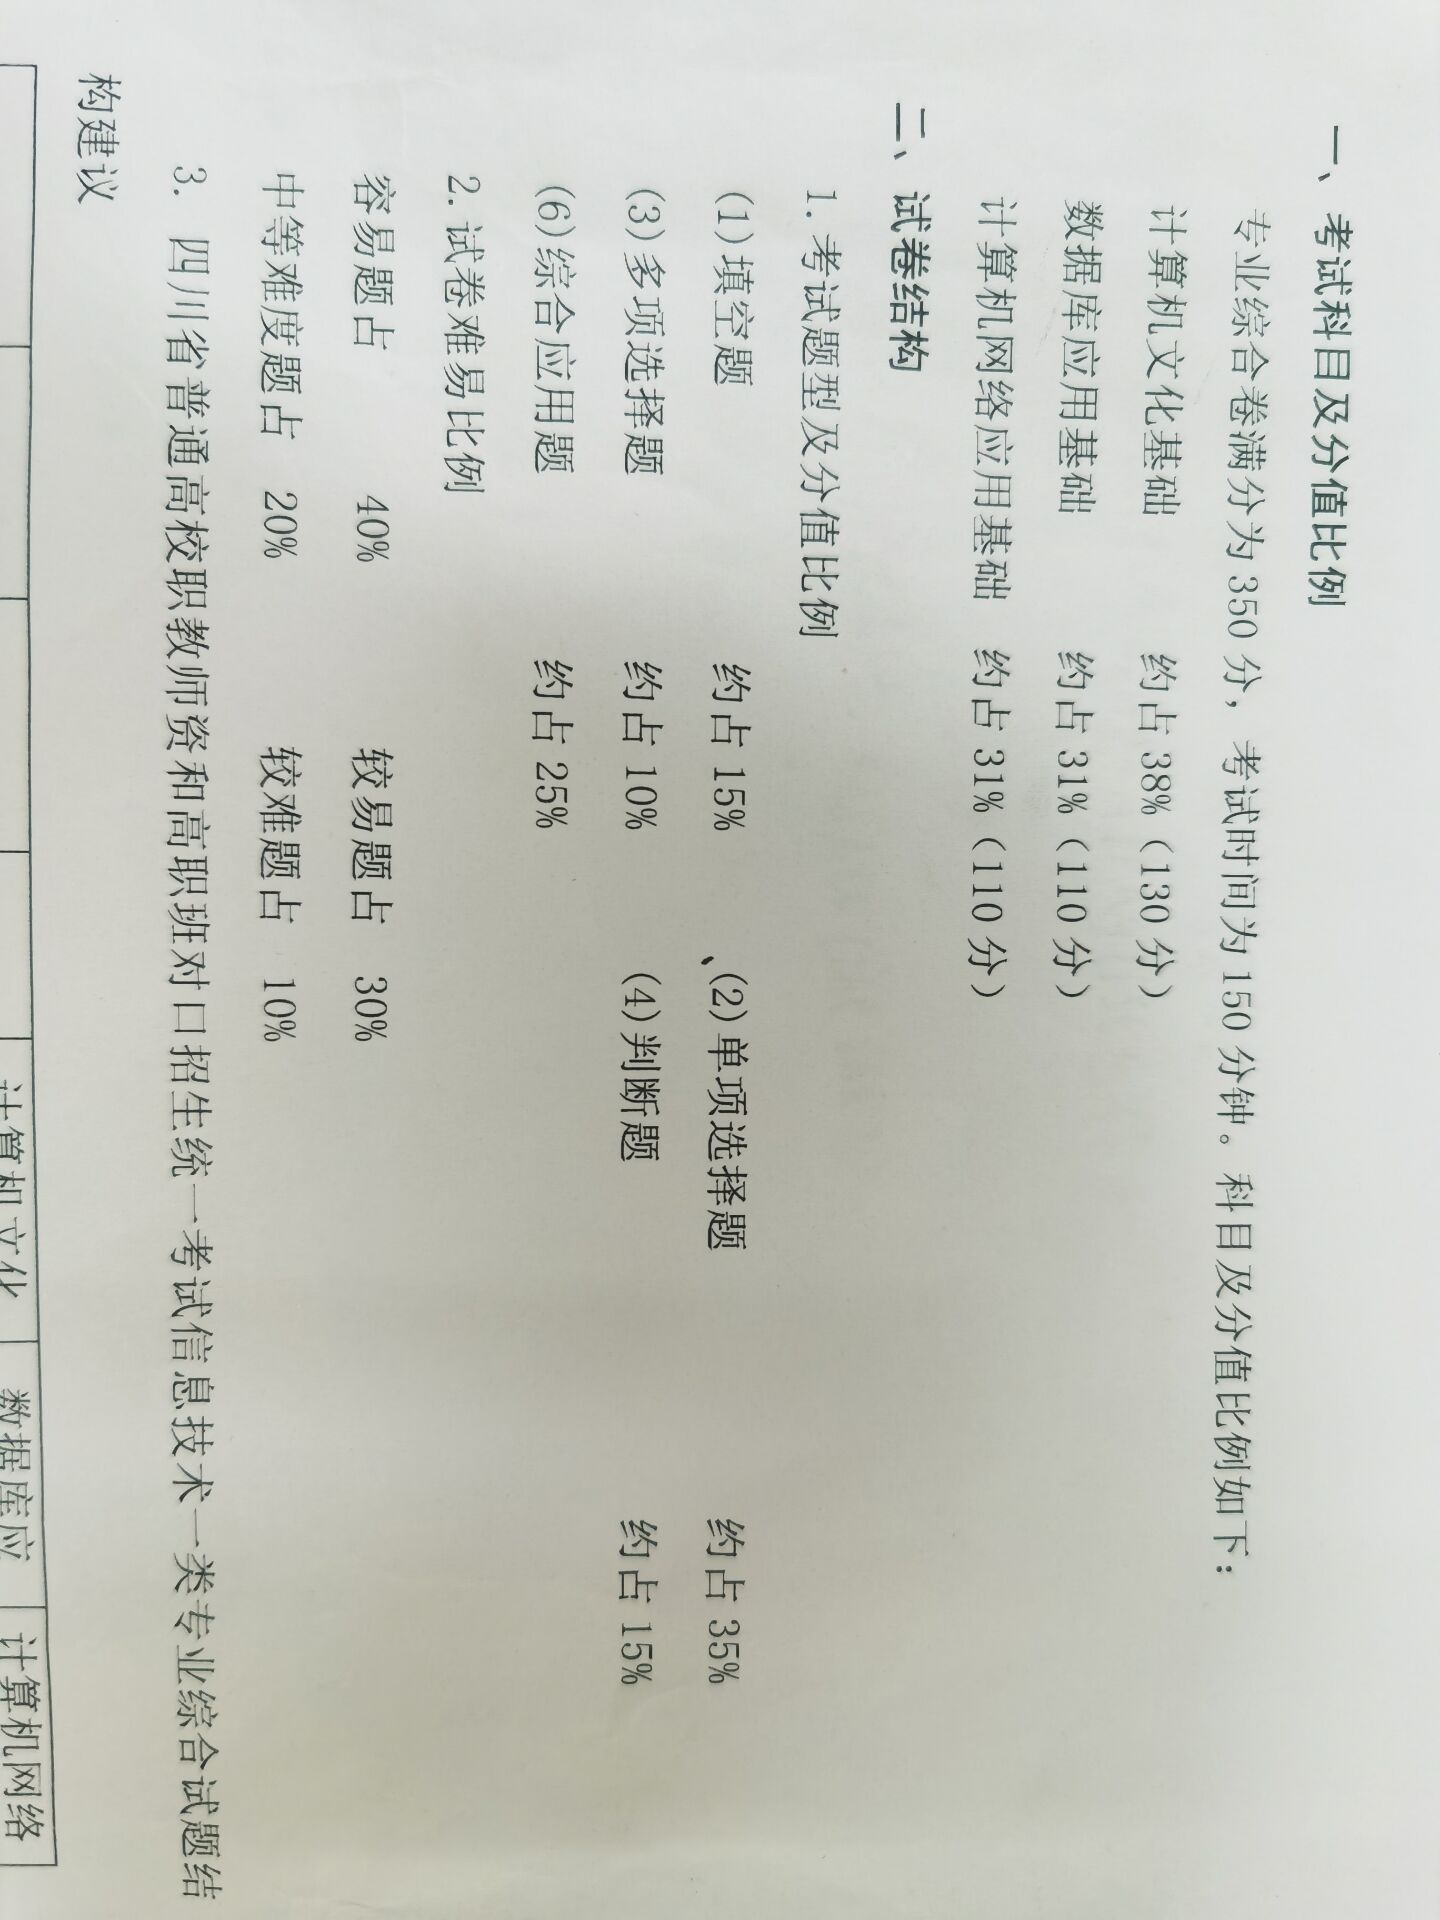 一、考试科目及分值比例
专业综合卷满分为 350 分，考试时间为 150 分钟。科目及分值比例如下：
计算机文化基础 约占 38%（130 分）
数据库应用基础 约占 31%（110 分）
计算机网络应用基础 约占 31%（110 分）
二、试卷结构
1. 考试题型及分值比例
(1)填空题 约占 15% 、(2)单项选择题 约占 35%
(3)多项选择题 约占 10% (4)判断题 约占 15%
(6)综合应用题 约占 25%
2. 试卷难易比例
容易题占 40% 较易题占 30%
中等难度题占 20% 较难题占 10%
3. 四川省普通高校职教师资和高职班对口招生统一考试信息技术一类专业综合试题结
构建议
计算机文化 数据库应 计算机网络